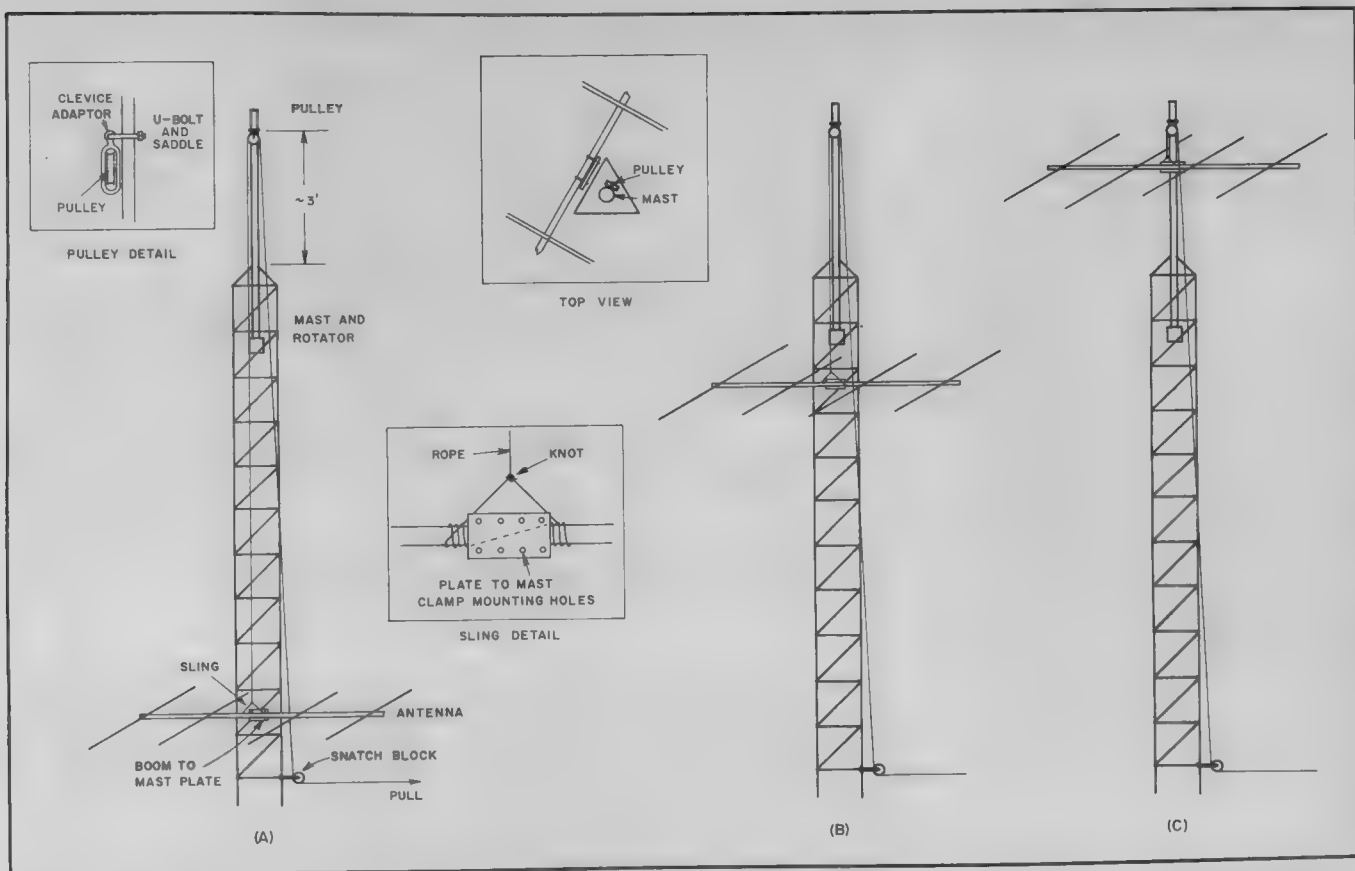 CLEVICE
ADAPTOR
U-BOLT
AND
SADDLE
PULLEY
PULLEY DETAIL
PULLEY
~3'
MAST AND
ROTATOR
PULLEY
MAST
TOP VIEW
ROPE
KNOT
PLATE TO MAST
CLAMP MOUNTING HOLES
SLING DETAIL
SLING
ANTENNA
BOOM TO
MAST PLATE
SNATCH BLOCK
PULL
(A)
(B)
(C)